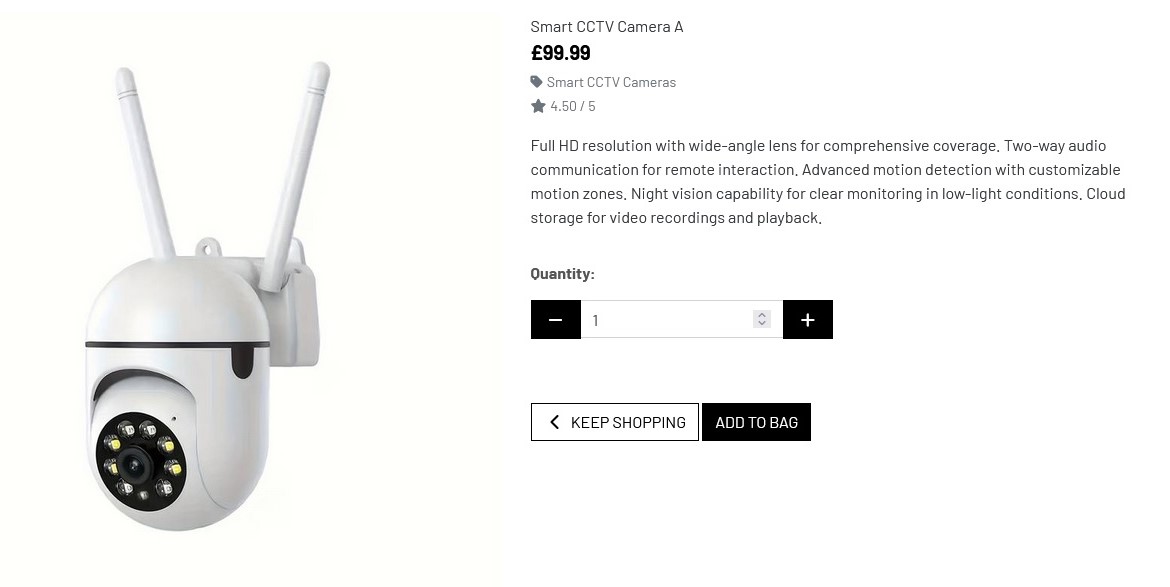 Smart CCTV Camera A
£99.99
Smart CCTV Cameras
4.50 / 5
Full HD resolution with wide-angle lens for comprehensive coverage. Two-way audio
communication for remote interaction. Advanced motion detection with customizable
motion zones. Night vision capability for clear monitoring in low-light conditions. Cloud
storage for video recordings and playback.
Quantity:
1
KEEP SHOPPING ADD TO BAG